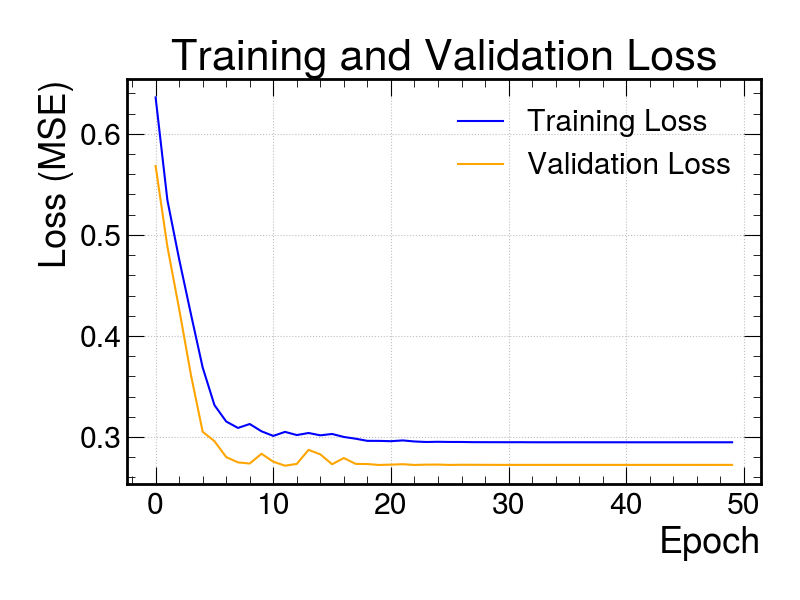 Training and Validation Loss
Loss (MSE)
0.6
0.5
0.4
0.3
Training Loss
Validation Loss
0 10 20 30 40 50
Epoch